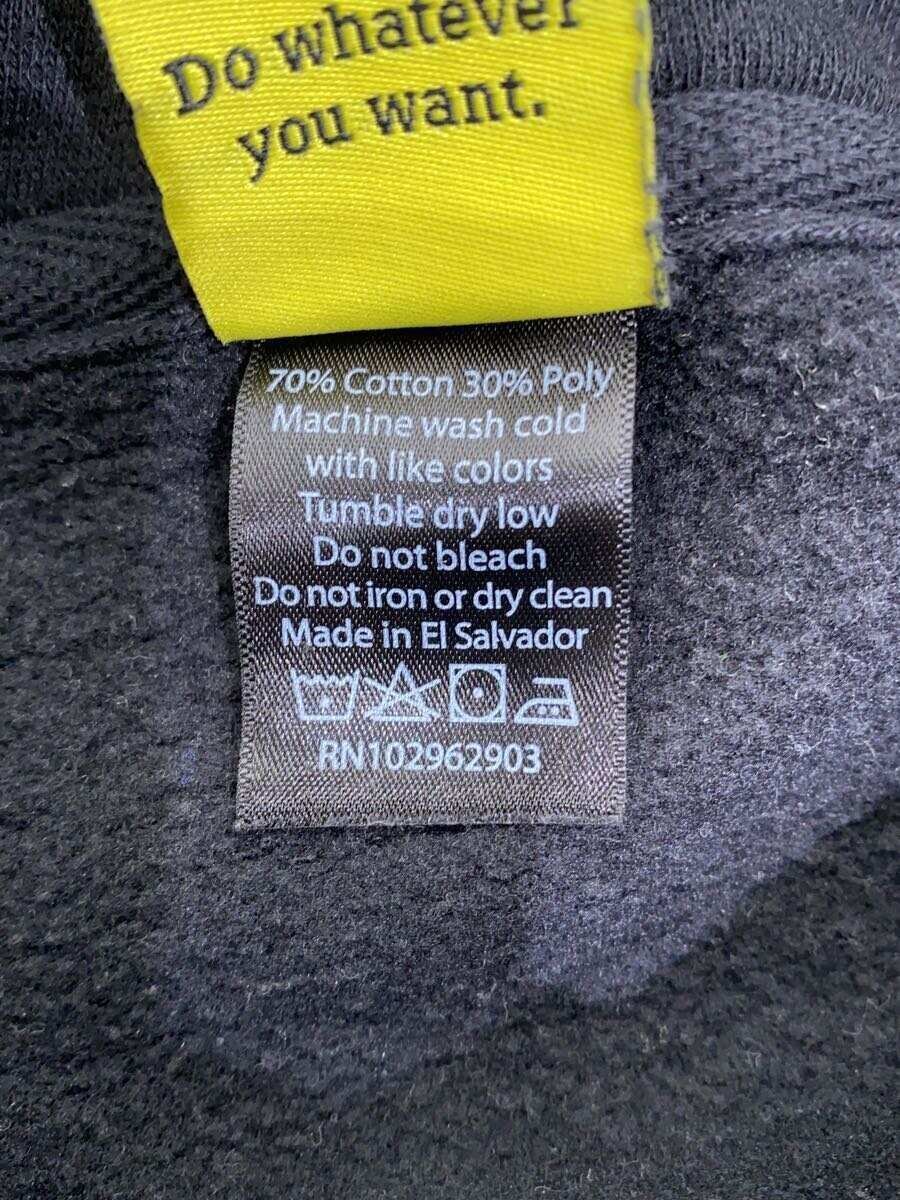 Do whatever
you want.
70% Cotton 30% Poly
Machine wash cold
with like colors
Tumble dry low
Do not bleach
Do not iron or dry clean
Made in El Salvador
RN102962903